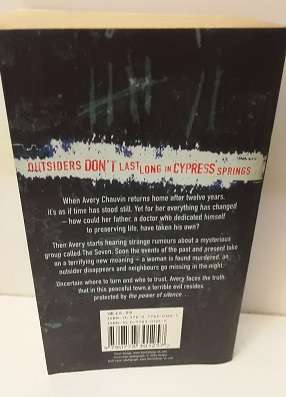 OUTSIDERS DON'T LAST LONG IN CYPRESS SPRINGS
When Avery Chauvin returns home after twelve years,
it's as if time has stood still. Yet for her everything has changed
– how could her father, a doctor who dedicated himself
to preserving life, have taken his own?
Then Avery starts hearing strange rumours about a mysterious
group called The Seven. Soon the events of the past and present take
on a terrifying new meaning – a woman is found murdered, an
outsider disappears and neighbours go missing in the night.
Uncertain where to turn and who to trust, Avery faces the truth
that in this peaceful town a terrible evil resides,
protected by the power of silence...